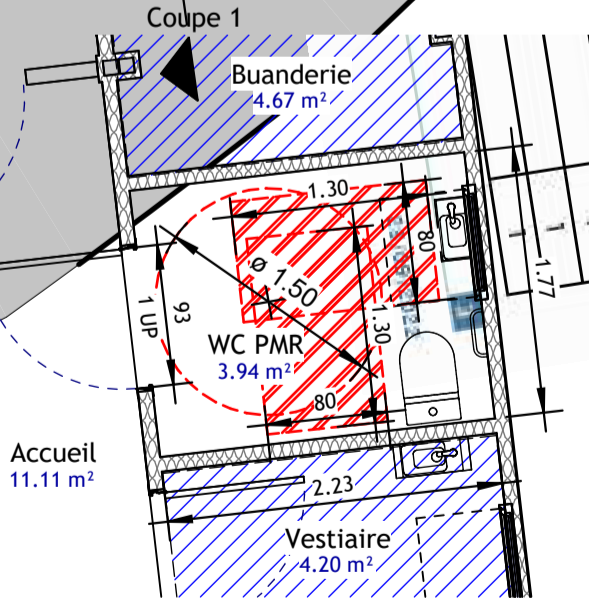 Coupe 1
Buanderie
4.67 m²
1.30
80
ø 1.50
1.77
93
1 UP
1.30
WC PMR
3.94 m²
80
Accueil
11.11 m²
2.23
Vestiaire
4.20 m²